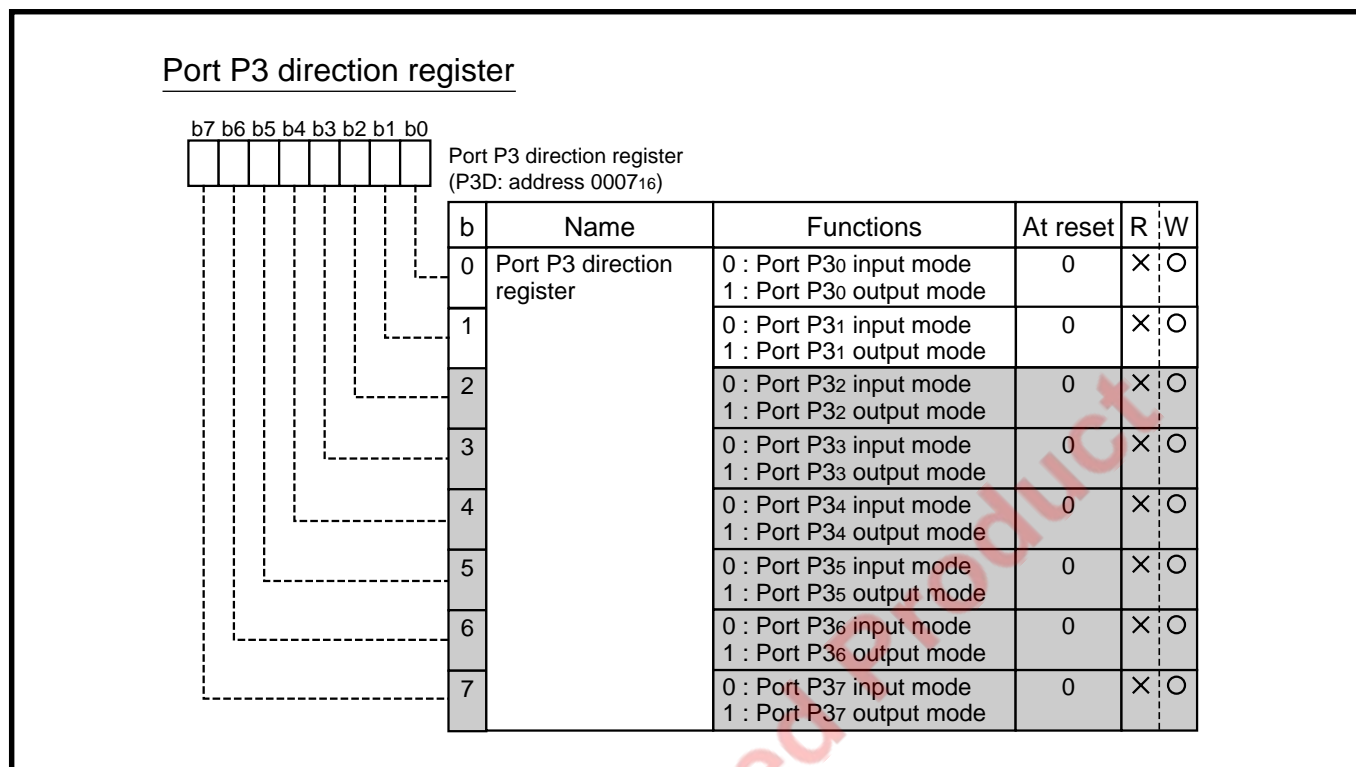 Port P3 direction register
b7 b6 b5 b4 b3 b2 b1 b0
Port P3 direction register
(P3D: address 000716)
b Name Functions At reset R W
0 Port P3 direction register 0 : Port P30 input mode 0 × O
1 : Port P30 output mode
1 0 : Port P31 input mode 0 × O
1 : Port P31 output mode
2 0 : Port P32 input mode 0 × O
1 : Port P32 output mode
3 0 : Port P33 input mode 0 × O
1 : Port P33 output mode
4 0 : Port P34 input mode 0 × O
1 : Port P34 output mode
5 0 : Port P35 input mode 0 × O
1 : Port P35 output mode
6 0 : Port P36 input mode 0 × O
1 : Port P36 output mode
7 0 : Port P37 input mode 0 × O
1 : Port P37 output mode
ed Product